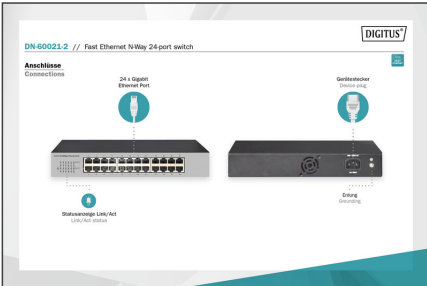 DIGITUS®
DN-60021-2 // Fast Ethernet N-Way 24-port switch
Anschlüsse
Connections
24 x Gigabit
Ethernet Port
Gerätestecker
Device plug
Statusanzeige Link/Act
Link/Act status
Erdung
Grounding